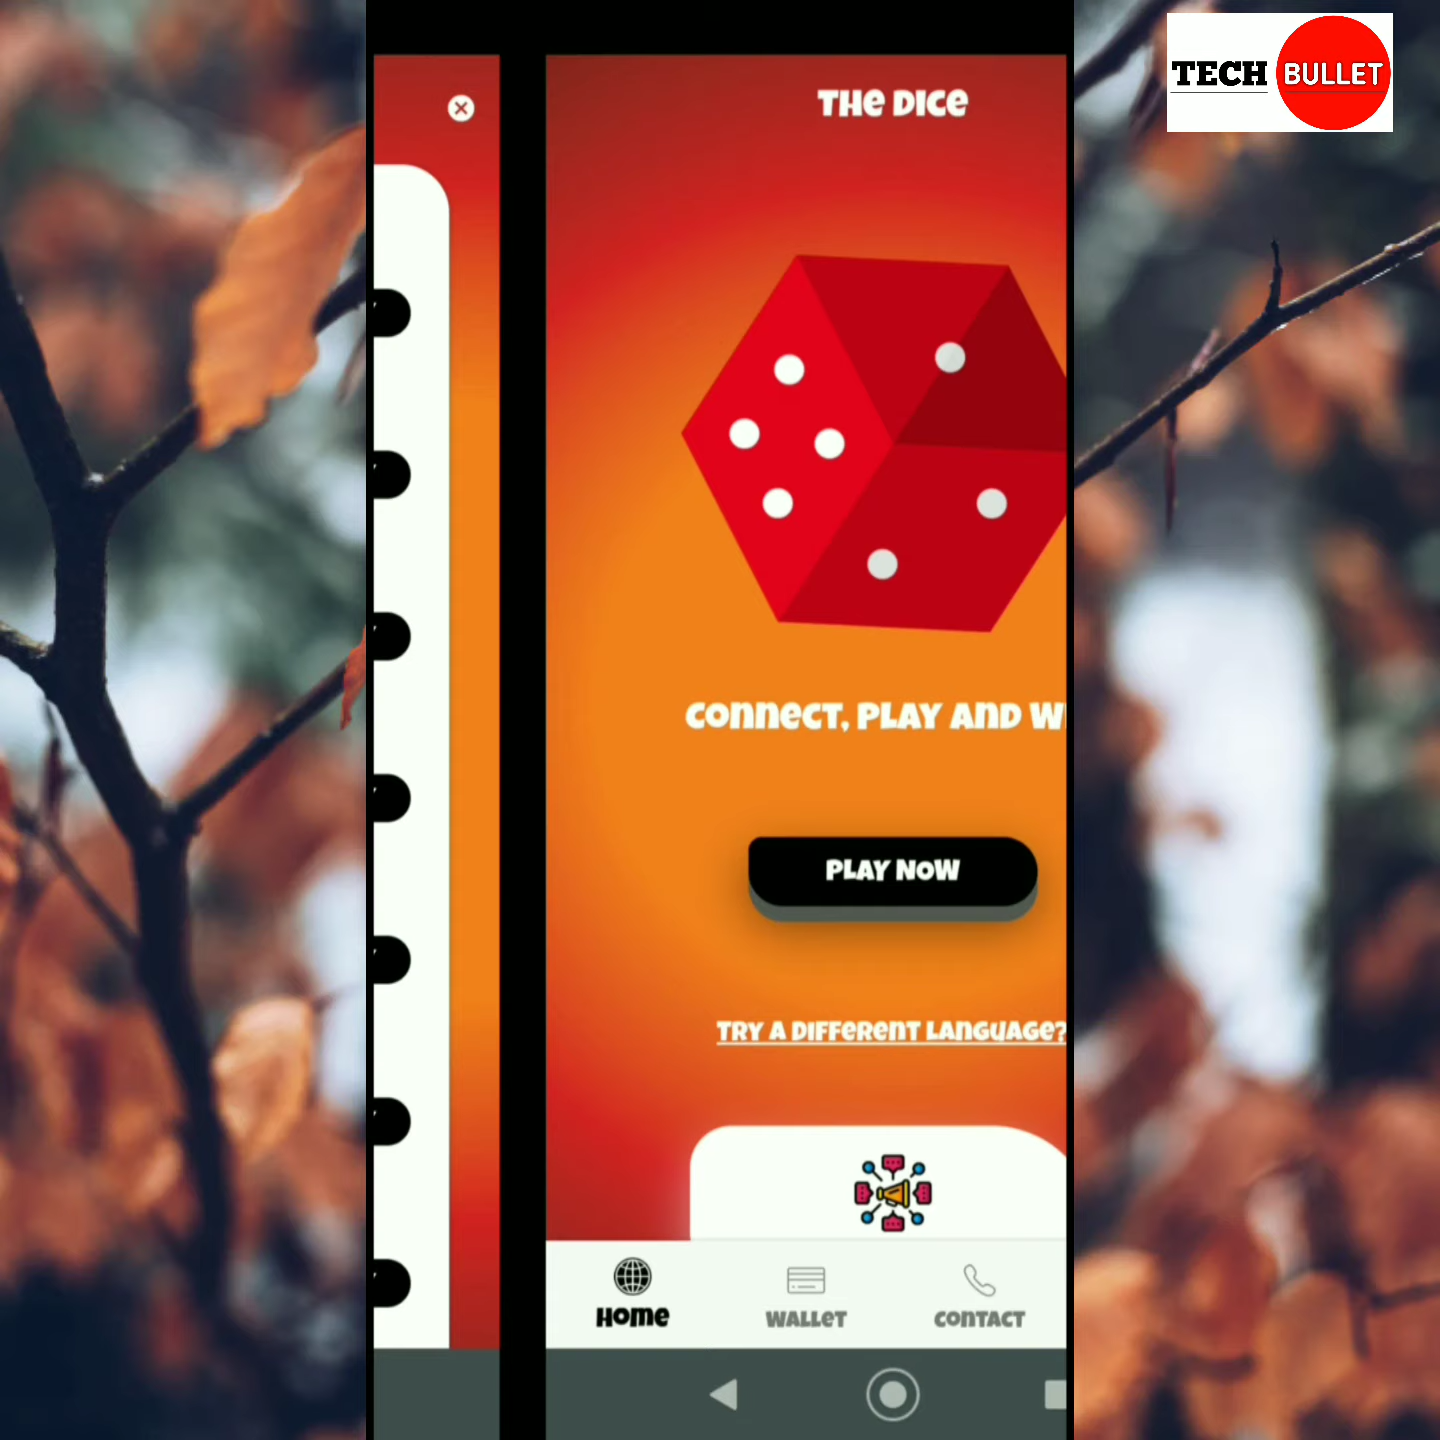 TECH BULLET
THE DICE
CONNECT, PLAY AND W
PLAY NOW
TRY A DIFFERENT LANGUAGE?
HOME
WALLET
CONTACT